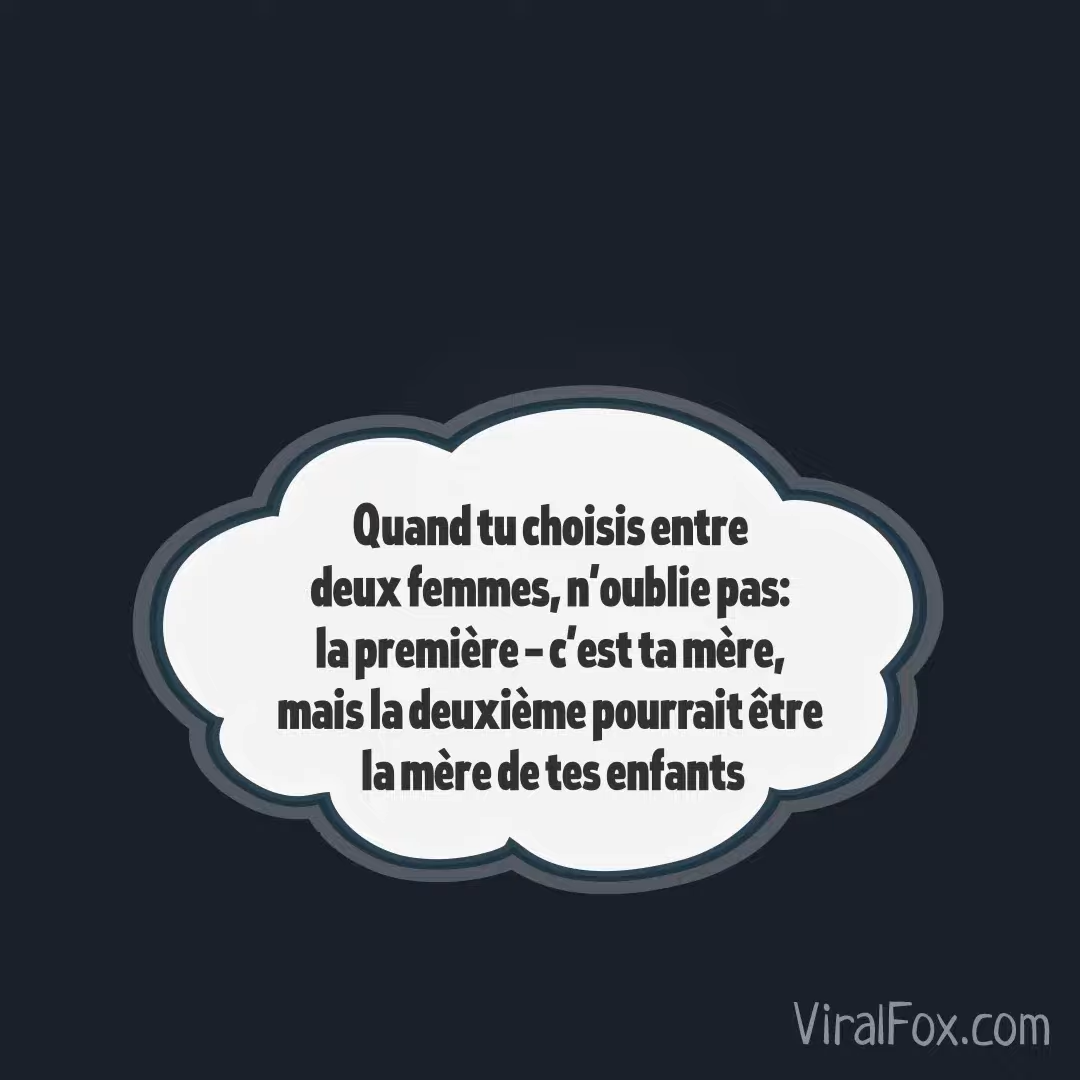 Quand tu choisis entre
deux femmes, n'oublie pas:
la première – c'est ta mère,
mais la deuxième pourrait être
la mère de tes enfants
ViralFox.com